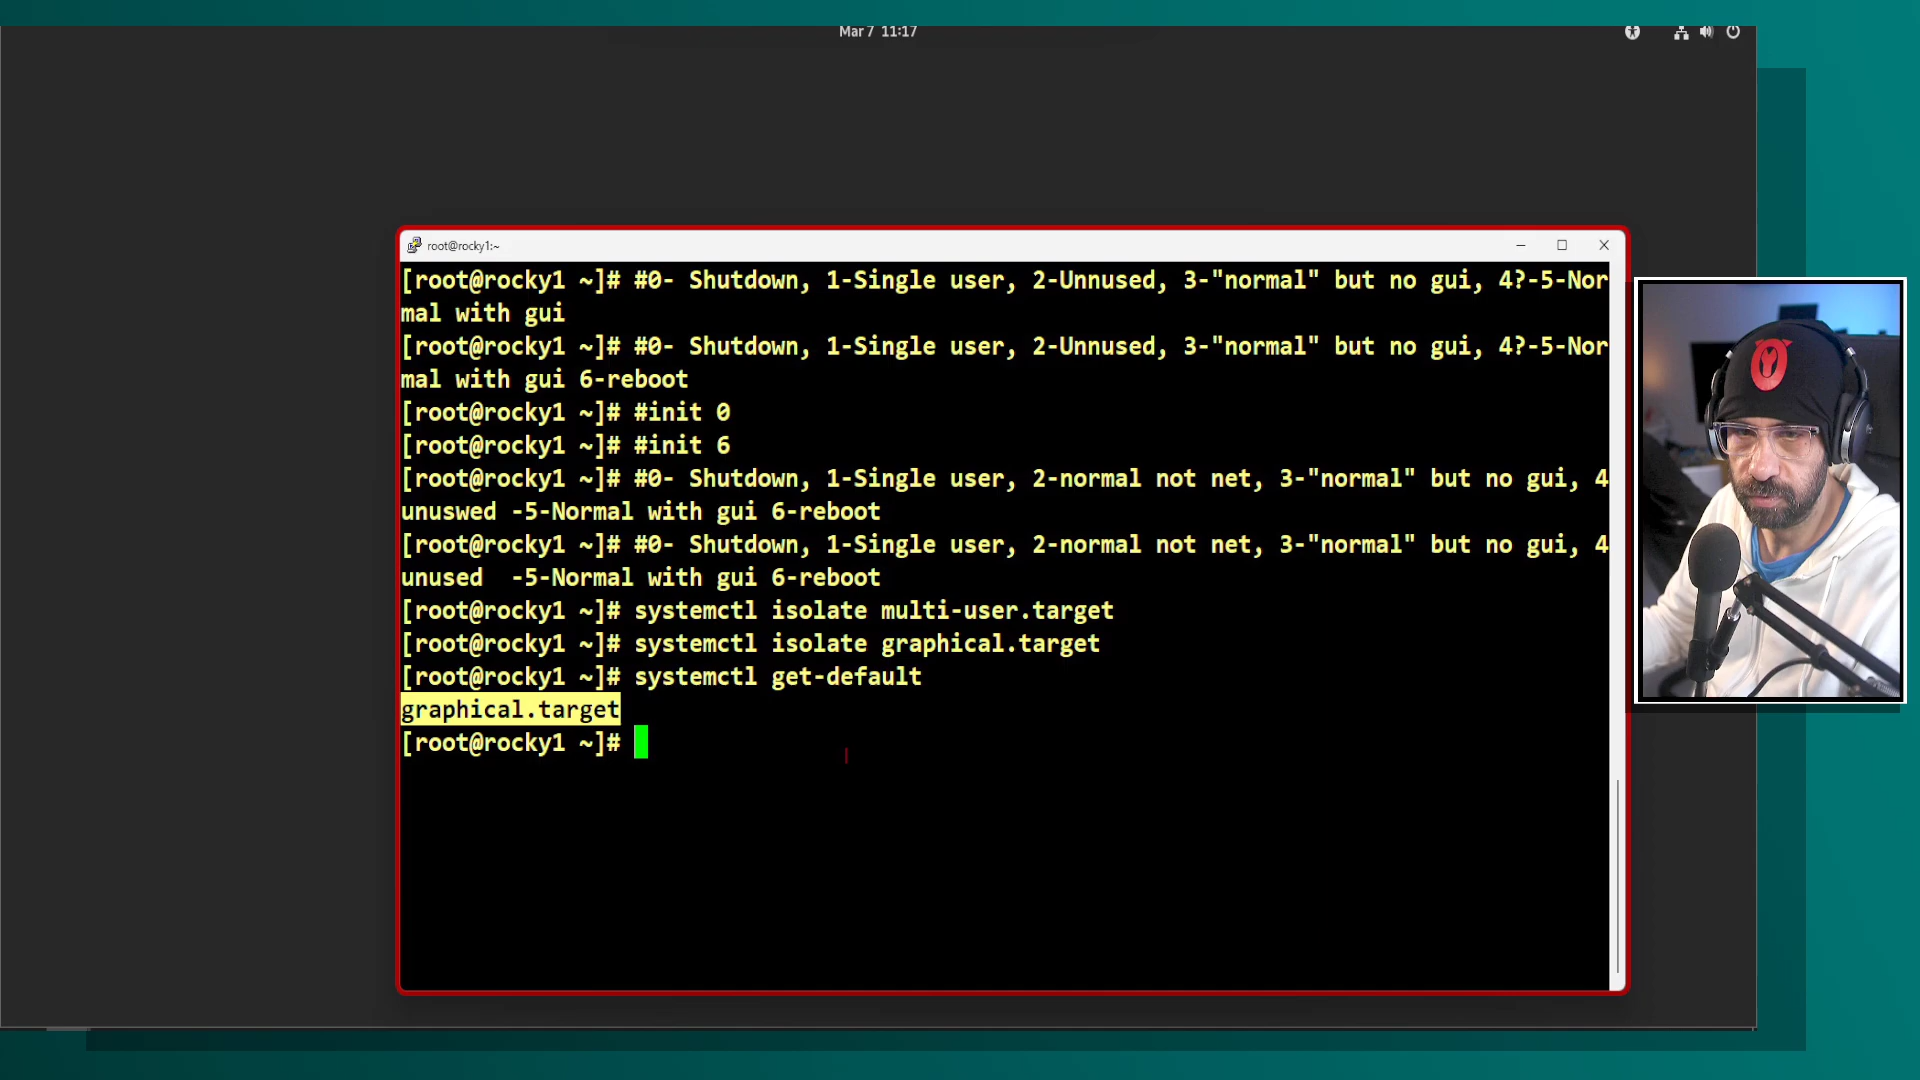 Mar 7 11:17
root@rocky1:~
[root@rocky1 ~]# #0- Shutdown, 1-Single user, 2-Unnused, 3-"normal" but no gui, 4?-5-Nor
mal with gui
[root@rocky1 ~]# #0- Shutdown, 1-Single user, 2-Unnused, 3-"normal" but no gui, 4?-5-Nor
mal with gui 6-reboot
[root@rocky1 ~]# #init 0
[root@rocky1 ~]# #init 6
[root@rocky1 ~]# #0- Shutdown, 1-Single user, 2-normal not net, 3-"normal" but no gui, 4
unuswed -5-Normal with gui 6-reboot
[root@rocky1 ~]# #0- Shutdown, 1-Single user, 2-normal not net, 3-"normal" but no gui, 4
unused  -5-Normal with gui 6-reboot
[root@rocky1 ~]# systemctl isolate multi-user.target
[root@rocky1 ~]# systemctl isolate graphical.target
[root@rocky1 ~]# systemctl get-default
graphical.target
[root@rocky1 ~]#